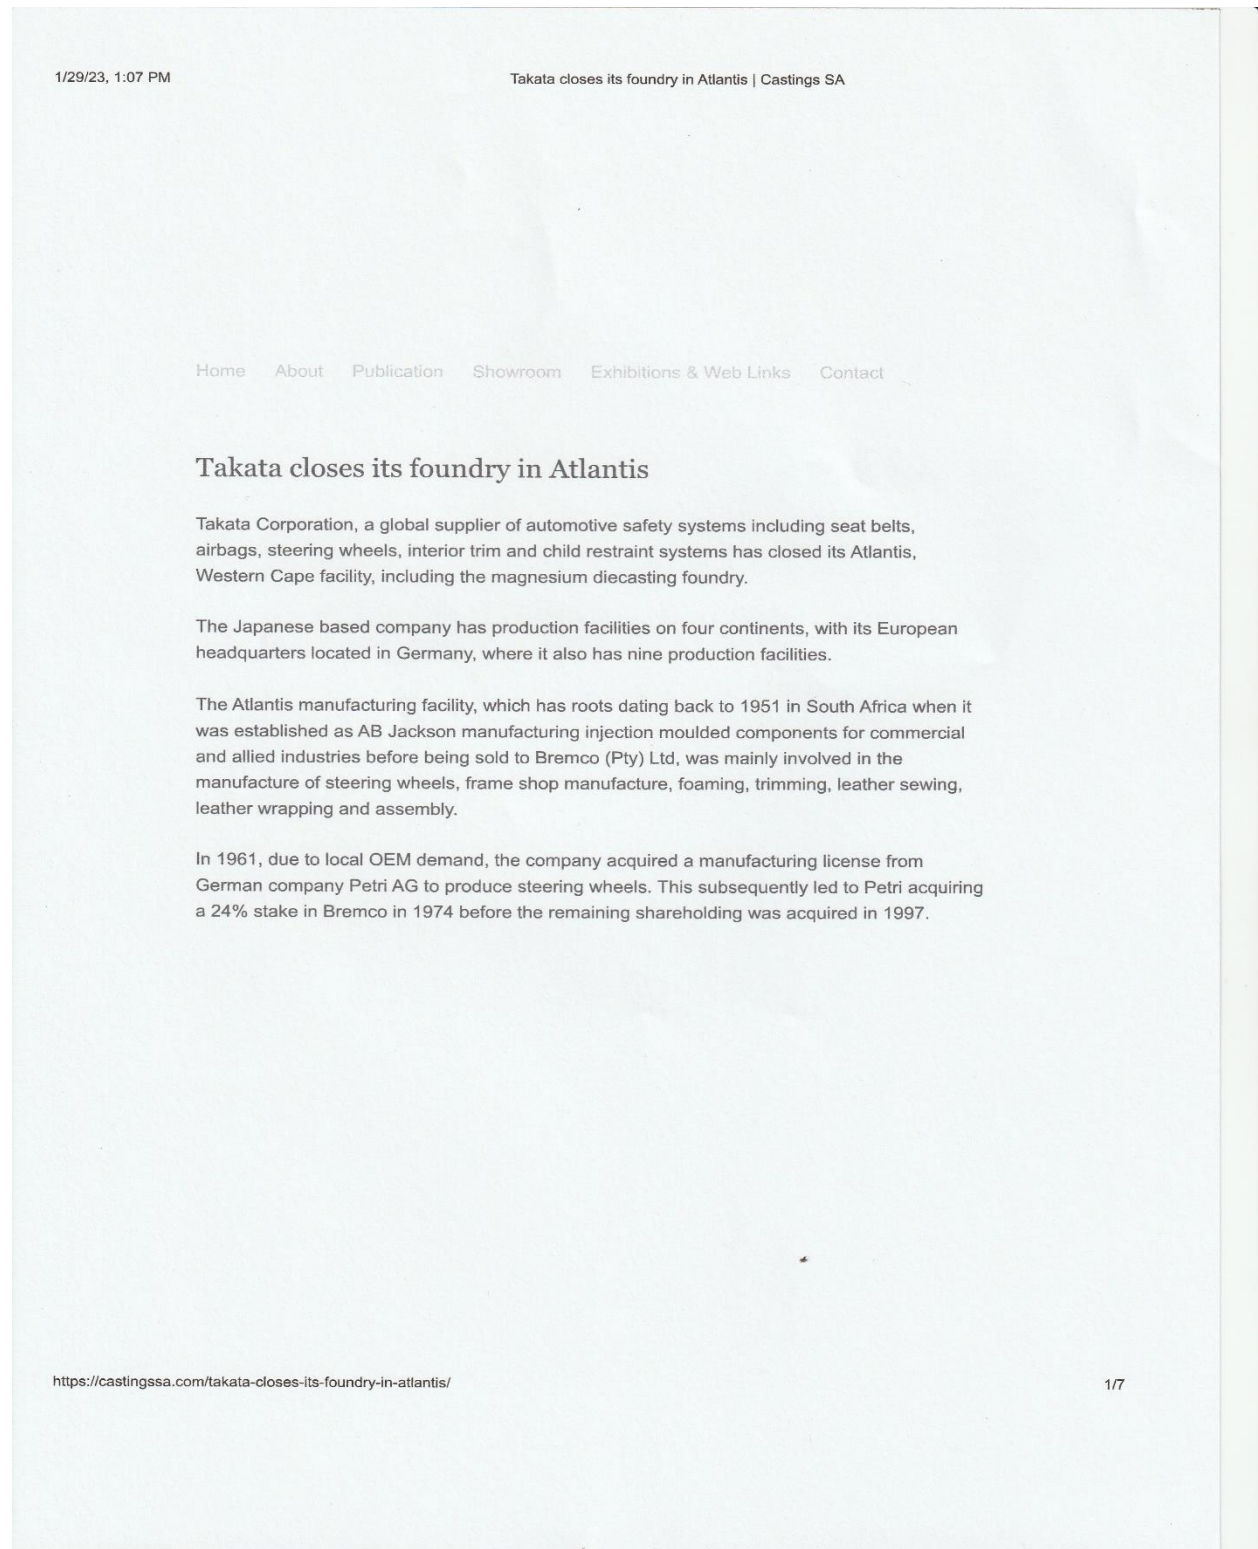 1/29/23, 1:07 PM
Takata closes its foundry in Atlantis | Castings SA
Home About Publication Showroom Exhibitions & Web Links Contact
Takata closes its foundry in Atlantis
Takata Corporation, a global supplier of automotive safety systems including seat belts,
airbags, steering wheels, interior trim and child restraint systems has closed its Atlantis,
Western Cape facility, including the magnesium diecasting foundry.
The Japanese based company has production facilities on four continents, with its European
headquarters located in Germany, where it also has nine production facilities.
The Atlantis manufacturing facility, which has roots dating back to 1951 in South Africa when it
was established as AB Jackson manufacturing injection moulded components for commercial
and allied industries before being sold to Bremco (Pty) Ltd, was mainly involved in the
manufacture of steering wheels, frame shop manufacture, foaming, trimming, leather sewing,
leather wrapping and assembly.
In 1961, due to local OEM demand, the company acquired a manufacturing license from
German company Petri AG to produce steering wheels. This subsequently led to Petri acquiring
a 24% stake in Bremco in 1974 before the remaining shareholding was acquired in 1997.
https://castingssa.com/takata-closes-its-foundry-in-atlantis/
1/7